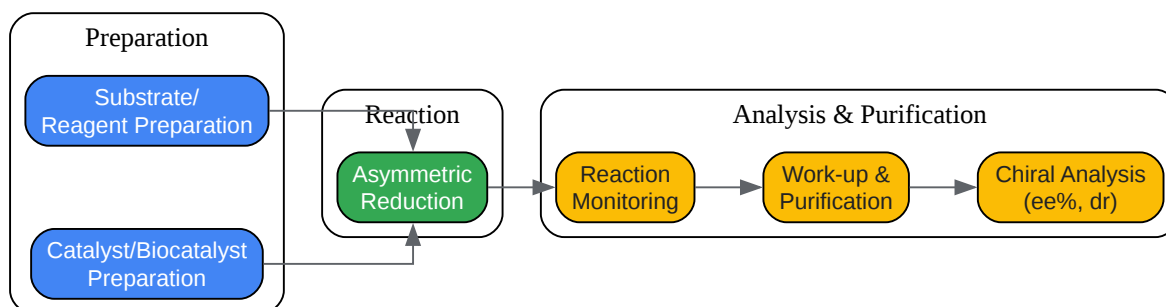 Preparation
Substrate/
Reagent Preparation
Catalyst/Biocatalyst
Preparation
Reaction
Asymmetric
Reduction
Analysis & Purification
Reaction
Monitoring
Work-up &
Purification
Chiral Analysis
(ee%, dr)